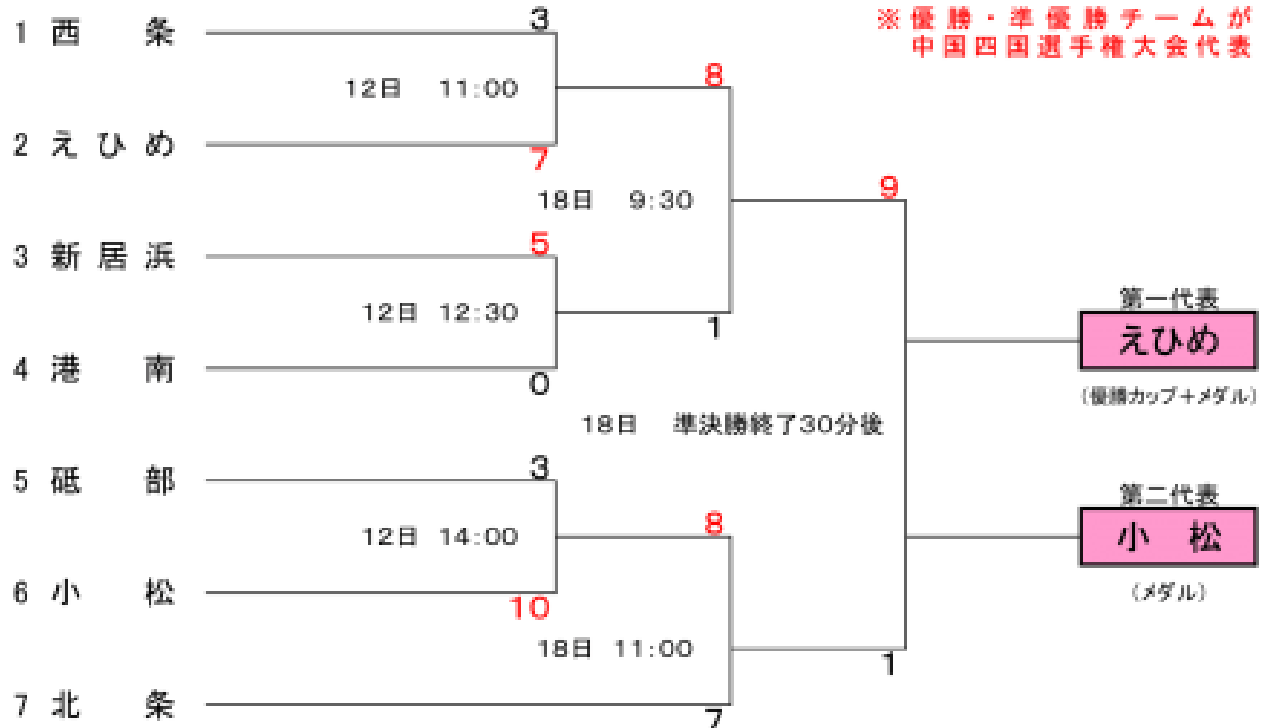 ※優勝・準優勝チームが
中国四国選手権大会代表
1 西 条
3
12日 11:00
8
2 えひめ
7
18日 9:30
9
3 新居浜
5
12日 12:30
1
4 港 南
0
第一代表
えひめ
(優勝カップ+メダル)
18日 準決勝終了30分後
5 砥 部
3
12日 14:00
8
第二代表
小 松
(メダル)
6 小 松
10
18日 11:00
1
7 北 条
7